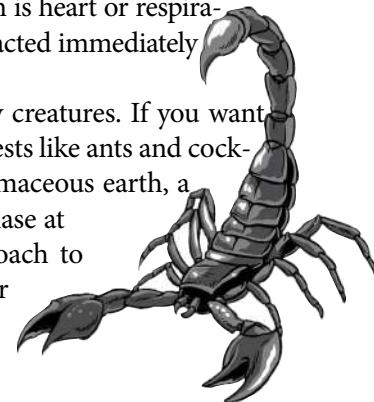 is heart or respira-
acted immediately
creatures. If you want
ests like ants and cock-
maceous earth, a
ase at
oach to
r